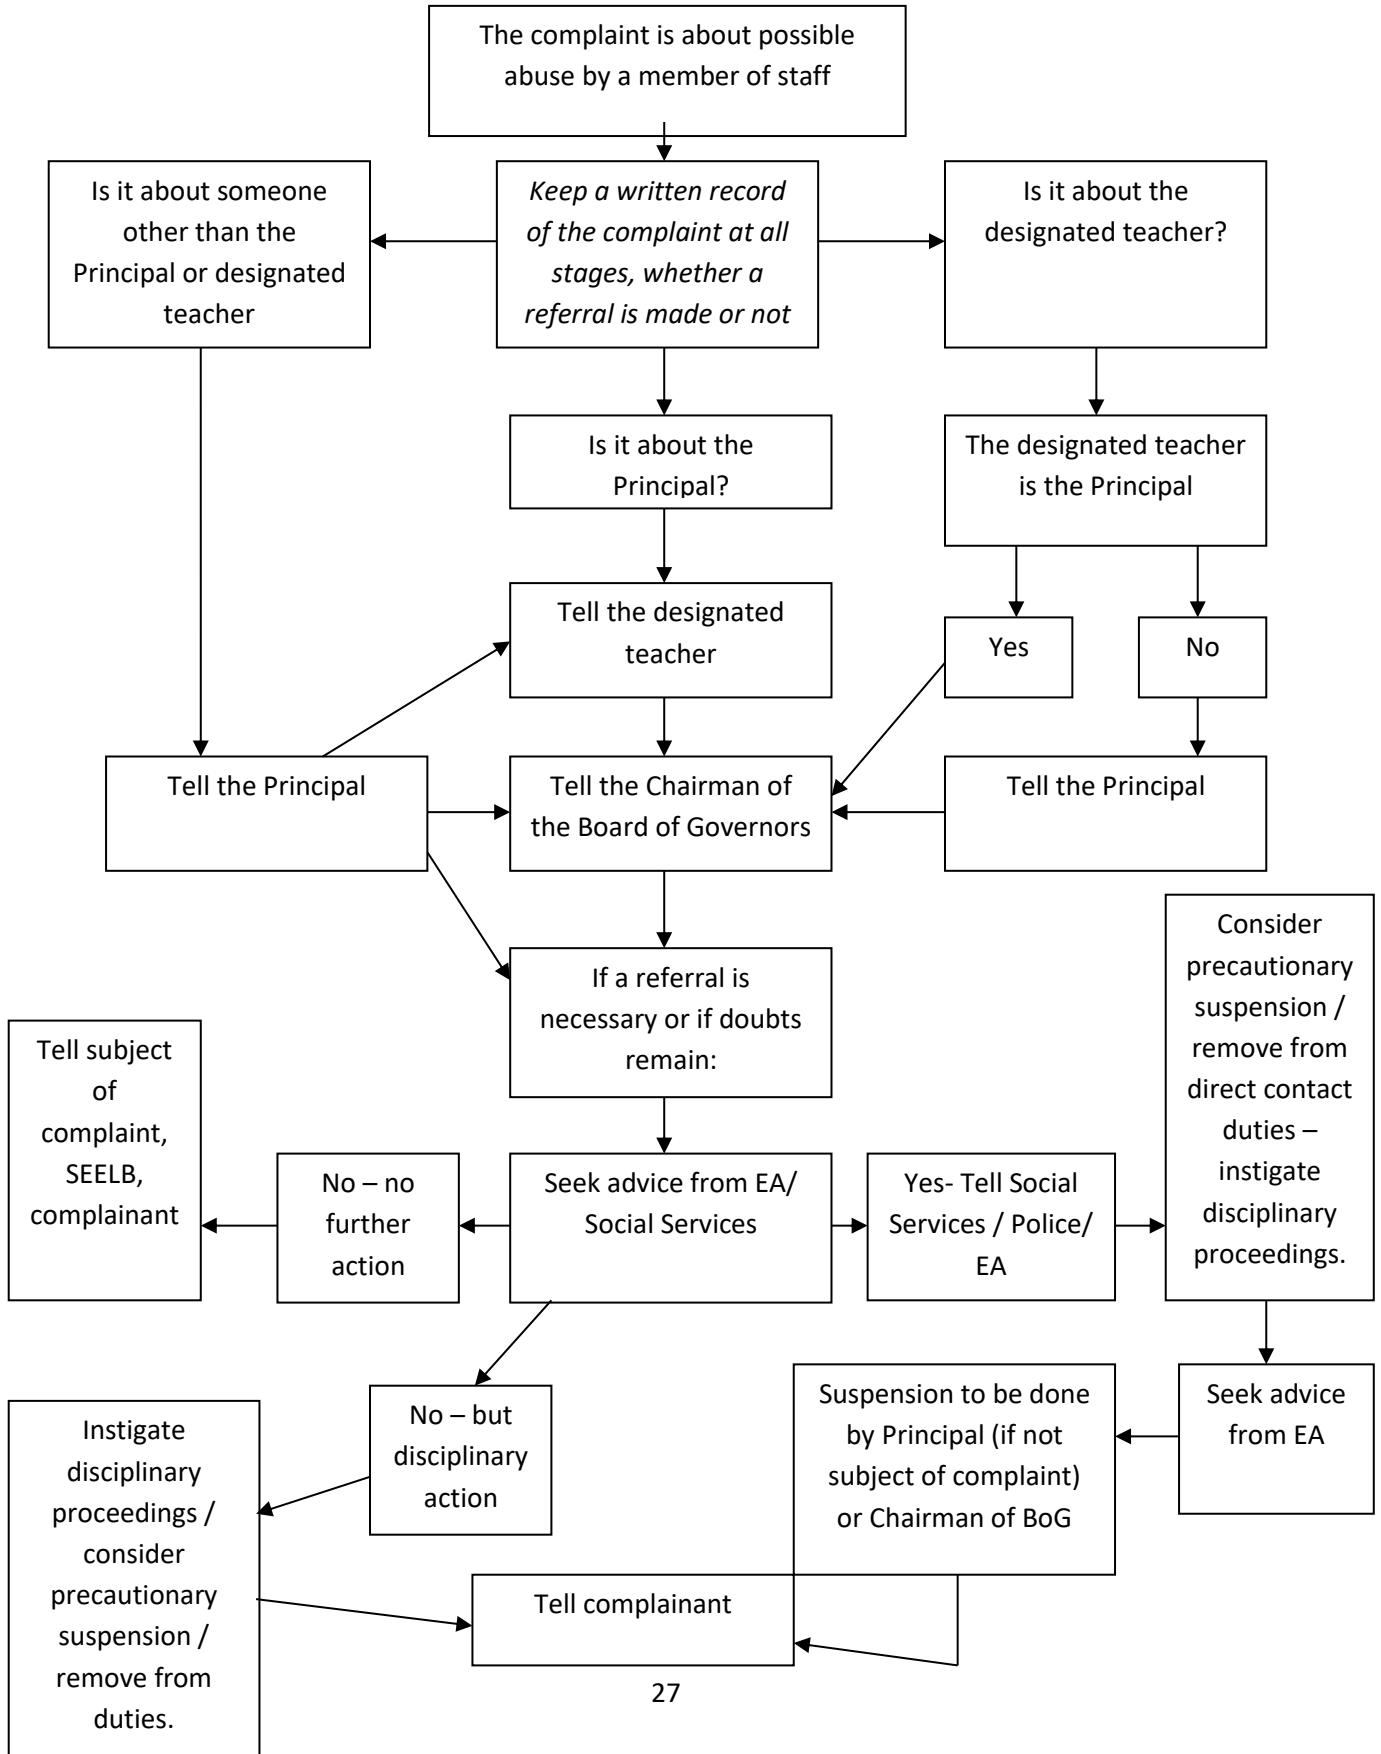 The complaint is about possible
abuse by a member of staff
Is it about someone
other than the
Principal or designated
teacher
Keep a written record
of the complaint at all
stages, whether a
referral is made or not
Is it about the
designated teacher?
Is it about the
Principal?
The designated teacher
is the Principal
Tell the designated
teacher
Yes
No
Tell the Principal
Tell the Chairman of
the Board of Governors
Tell the Principal
If a referral is
necessary or if doubts
remain:
Consider
precautionary
suspension /
remove from
direct contact
duties –
instigate
disciplinary
proceedings.
Tell subject
of
complaint,
SEELB,
complainant
No – no
further
action
Seek advice from EA/
Social Services
Yes- Tell Social
Services / Police/
EA
Instigate
disciplinary
proceedings /
consider
precautionary
suspension /
remove from
duties.
No – but
disciplinary
action
Suspension to be done
by Principal (if not
subject of complaint)
or Chairman of BoG
Seek advice
from EA
Tell complainant
27